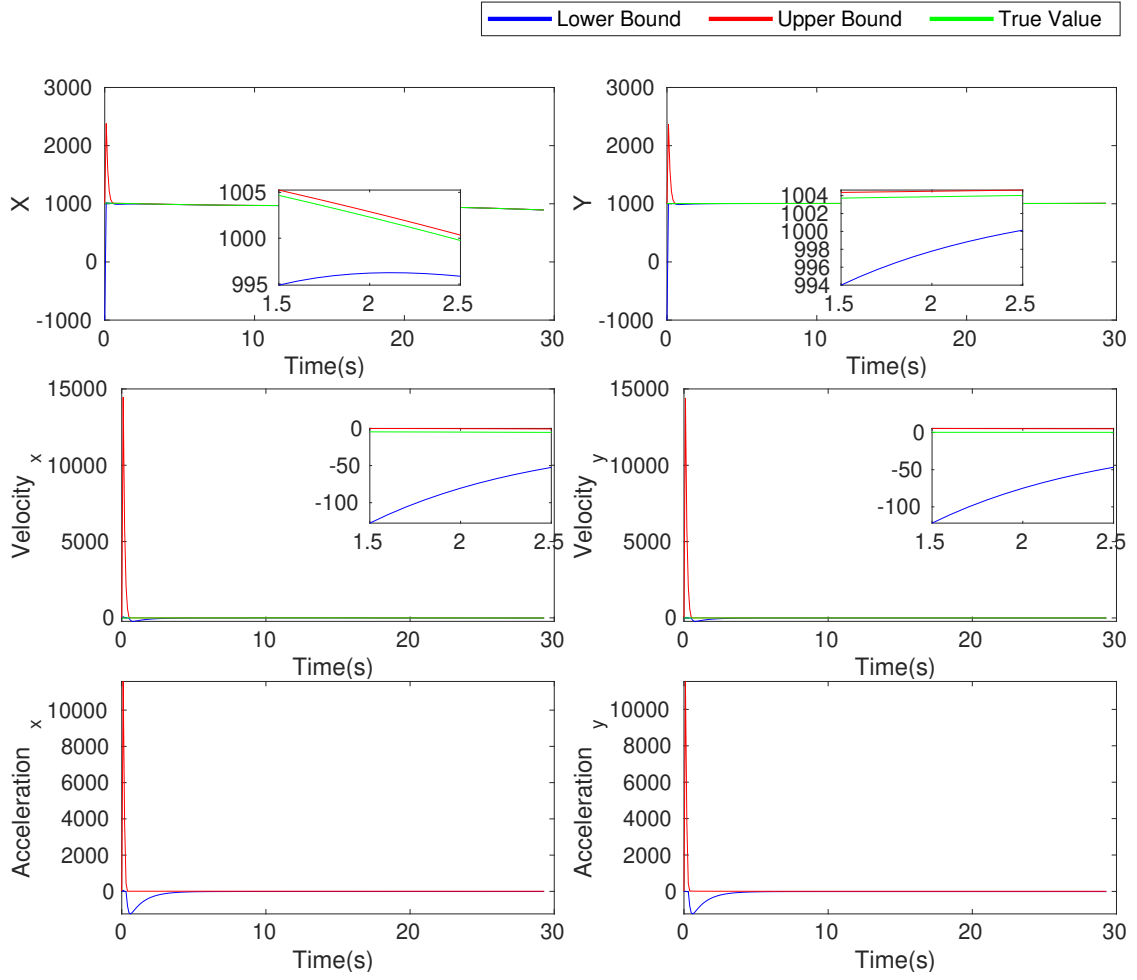 Lower Bound Upper Bound True Value
3000
2000
1000
0
-1000
X
0 10 20 30
Time(s)
1005
1000
995
1.5 2 2.5
3000
2000
1000
0
-1000
Y
0 10 20 30
Time(s)
1004
1002
1000
998
996
994
1.5 2 2.5
15000
10000
5000
0
Velocity x
0 10 20 30
Time(s)
0
-50
-100
1.5 2 2.5
15000
10000
5000
0
Velocity y
0 10 20 30
Time(s)
0
-50
-100
1.5 2 2.5
10000
8000
6000
4000
2000
0
Acceleration x
0 10 20 30
Time(s)
10000
8000
6000
4000
2000
0
Acceleration y
0 10 20 30
Time(s)